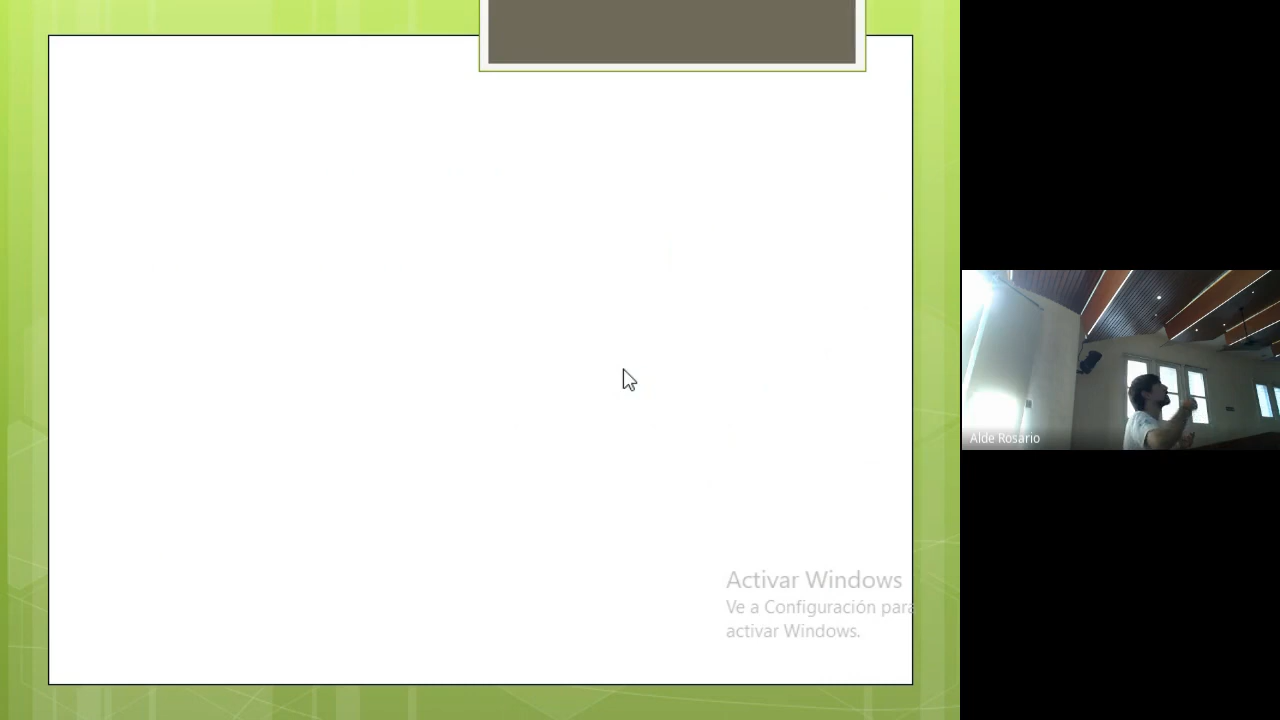 Activar Windows
Ve a Configuración para
activar Windows.
Alde Rosario